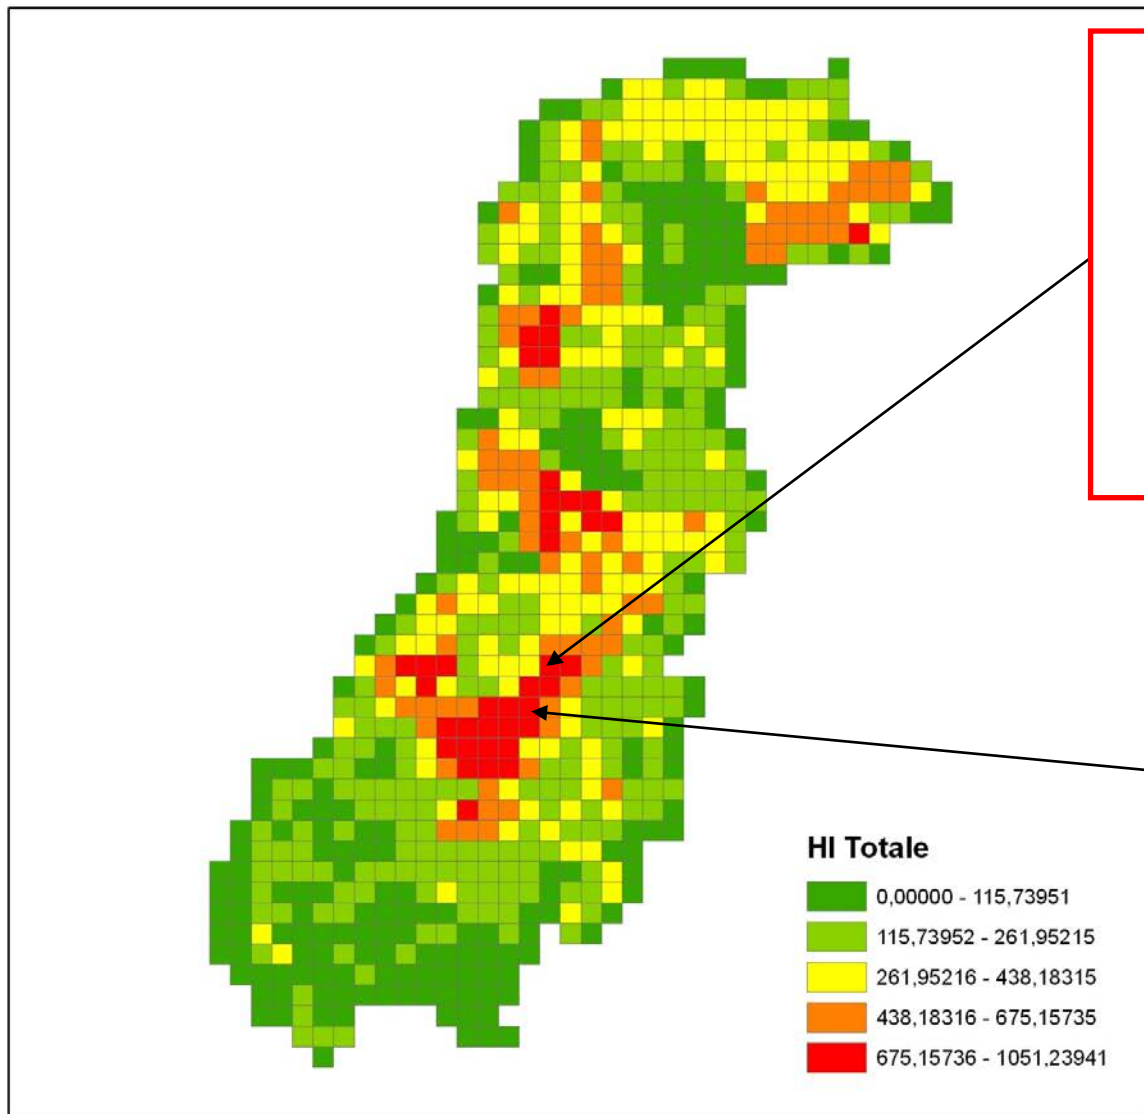 HI Totale
0,00000 - 115,73951
115,73952 - 261,95215
261,95216 - 438,18315
438,18316 - 675,15735
675,15736 - 1051,23941